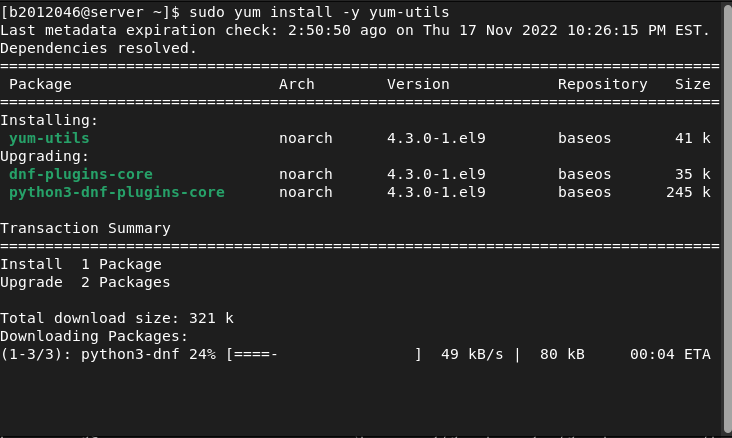 [b2012046@server ~]$ sudo yum install -y yum-utils
Last metadata expiration check: 2:50:50 ago on Thu 17 Nov 2022 10:26:15 PM EST.
Dependencies resolved.
================================================================================
 Package                       Arch        Version            Repository   Size
================================================================================
Installing:
 yum-utils                     noarch      4.3.0-1.el9        baseos       41 k
Upgrading:
 dnf-plugins-core              noarch      4.3.0-1.el9        baseos       35 k
 python3-dnf-plugins-core      noarch      4.3.0-1.el9        baseos      245 k

Transaction Summary
================================================================================
Install  1 Package
Upgrade  2 Packages

Total download size: 321 k
Downloading Packages:
(1-3/3): python3-dnf 24% [====-               ]  49 kB/s |  80 kB     00:04 ETA